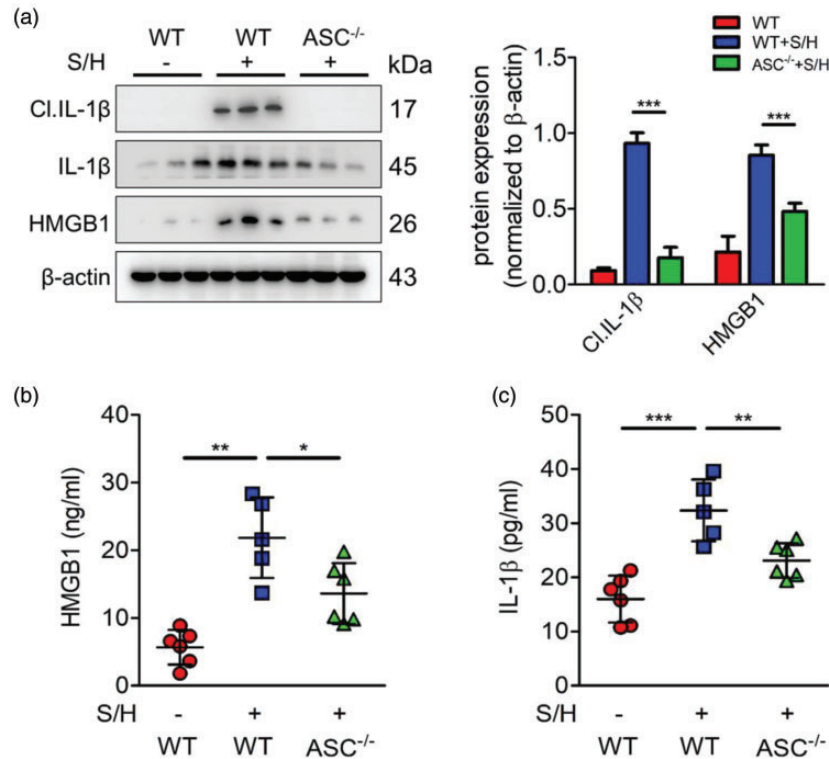 (a)
WT WT ASC-/-
S/H - + + kDa
Cl.IL-1β 17
IL-1β 45
HMGB1 26
β-actin 43
WT
WT+S/H
ASC-/-+S/H
protein expression
(normalized to β-actin)
1.5
1.0
0.5
0.0
*** ***
Cl.IL-1β HMGB1
(b)
HMGB1 (ng/ml)
40
30
20
10
0
** *
S/H - + +
WT WT ASC-/-
(c)
IL-1β (pg/ml)
50
40
30
20
10
0
*** **
S/H - + +
WT WT ASC-/-